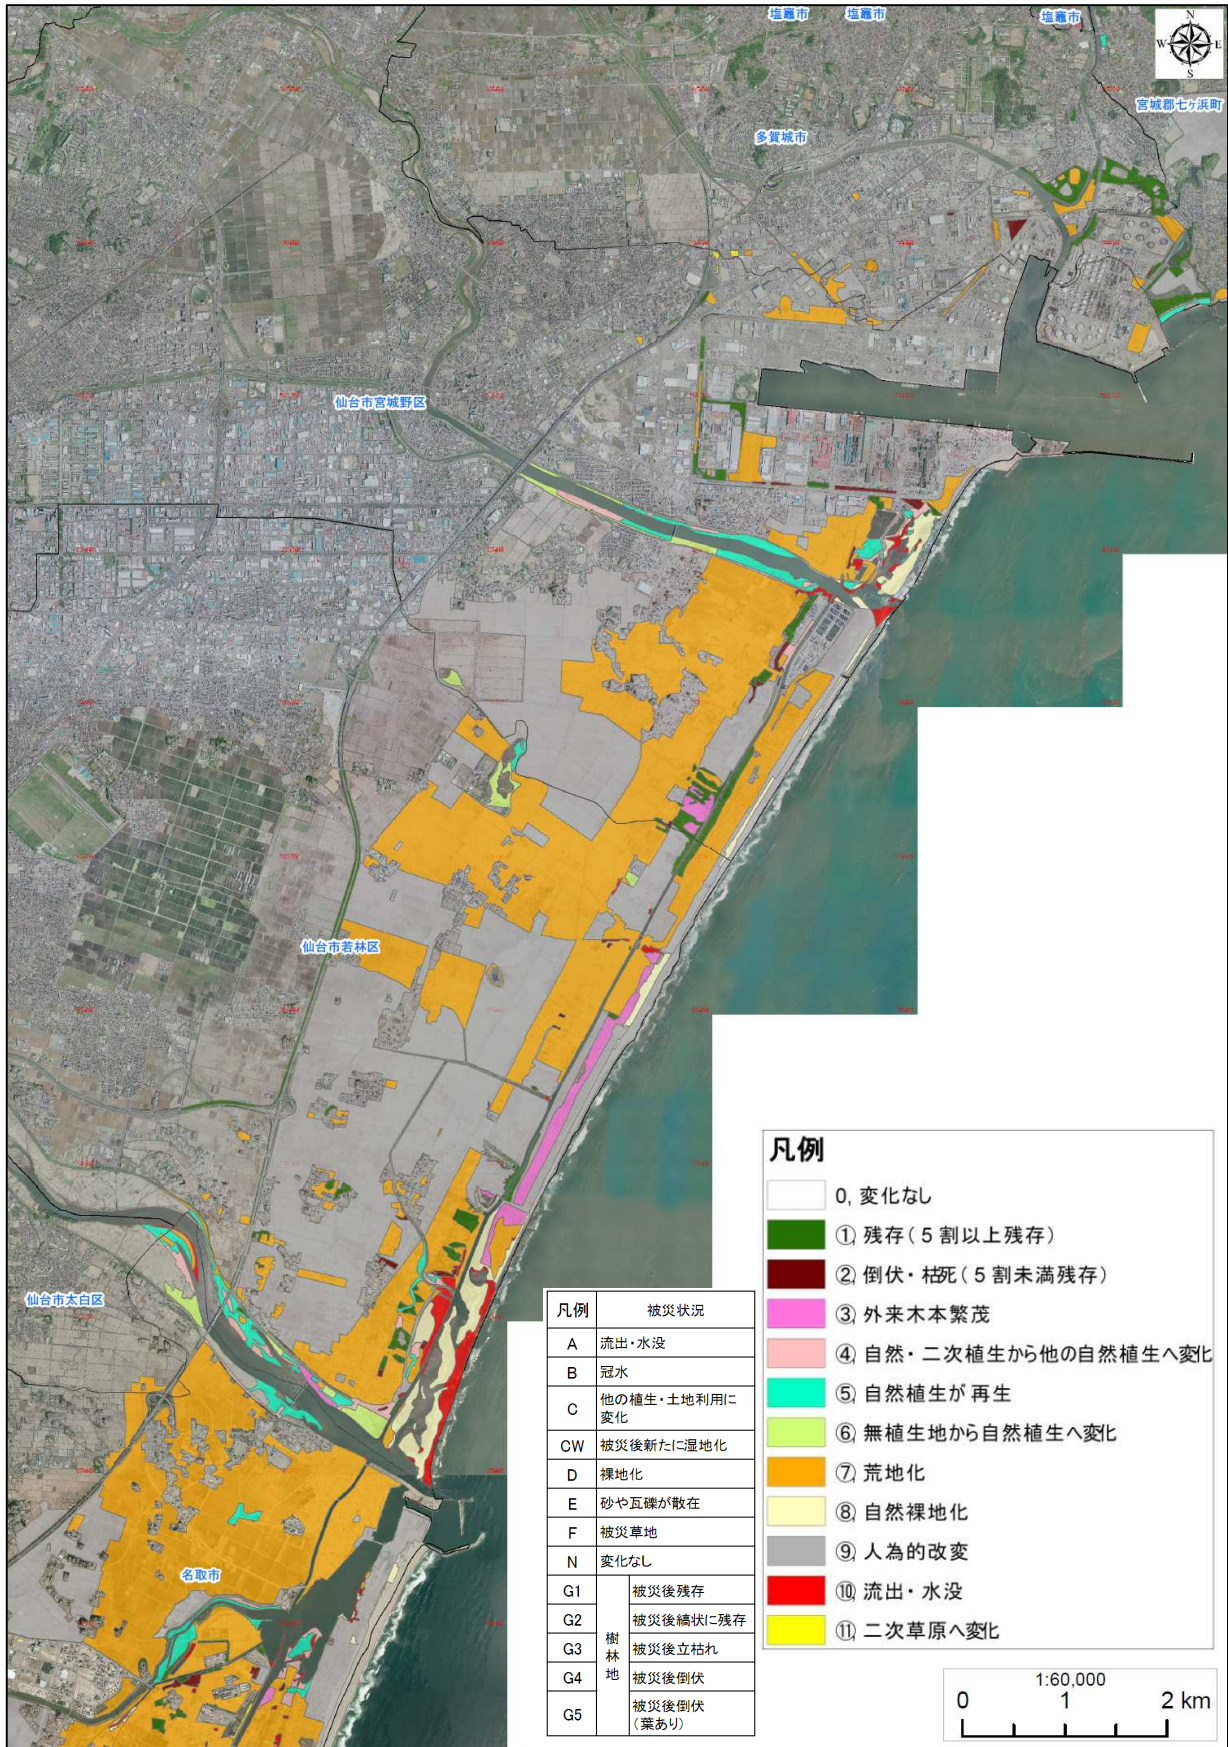 塩竈市
塩竈市
塩竈市
N
W
E
S
宮城郡七ヶ浜町
多賀城市
仙台市宮城野区
仙台市若林区
仙台市太白区
名取市
凡例
0, 変化なし
①, 残存(5割以上残存)
②, 倒伏・枯死(5割未満残存)
③, 外来木本繁茂
④, 自然・二次植生から他の自然植生へ変化
⑤, 自然植生が再生
⑥, 無植生地から自然植生へ変化
⑦, 荒地化
⑧, 自然裸地化
⑨, 人為的改変
⑩, 流出・水没
⑪, 二次草原へ変化
凡例 被災状況
A 流出・水没
B 冠水
C 他の植生・土地利用に
変化
CW 被災後新たに湿地化
D 裸地化
E 砂や瓦礫が散在
F 被災草地
N 変化なし
樹林地
G1 被災後残存
G2 被災後縞状に残存
G3 被災後立枯れ
G4 被災後倒伏
G5 被災後倒伏
(葉あり)
1:60,000
0 1 2 km